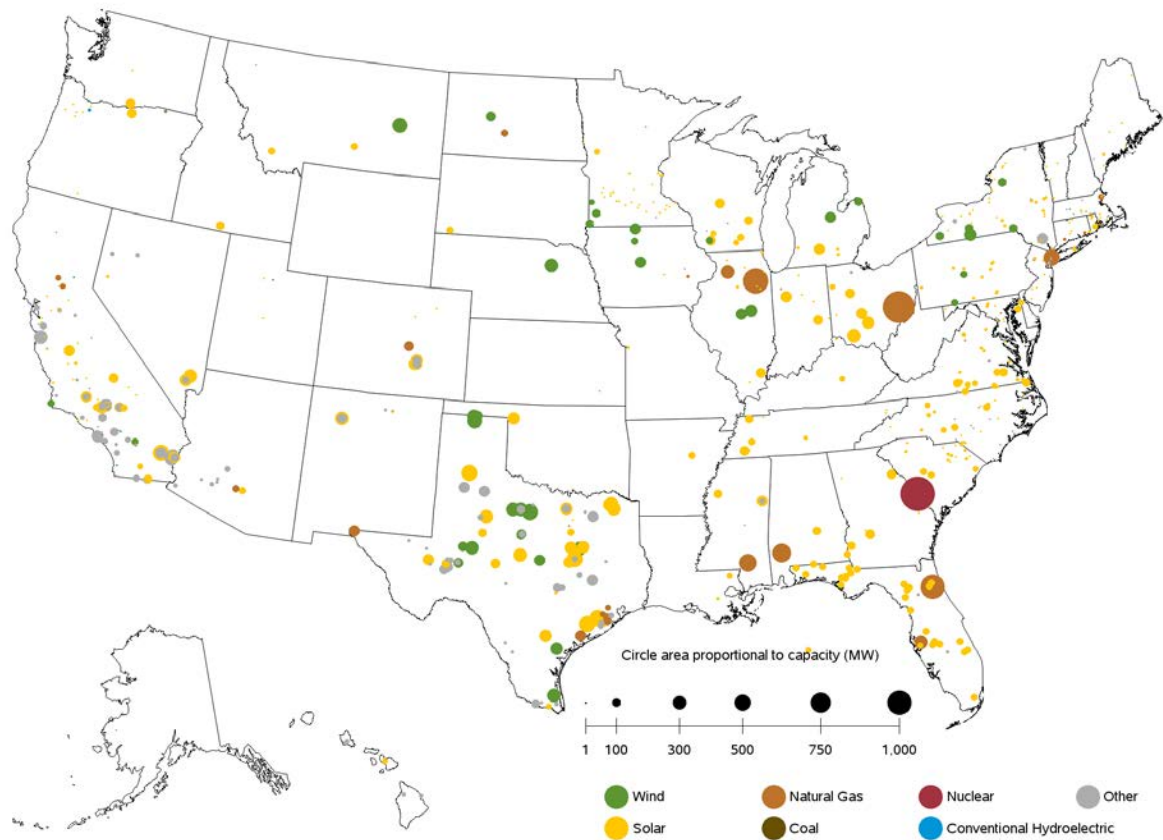 Circle area proportional to capacity (MW)
1 100 300 500 750 1,000
Wind Natural Gas Nuclear Other
Solar Coal Conventional Hydroelectric